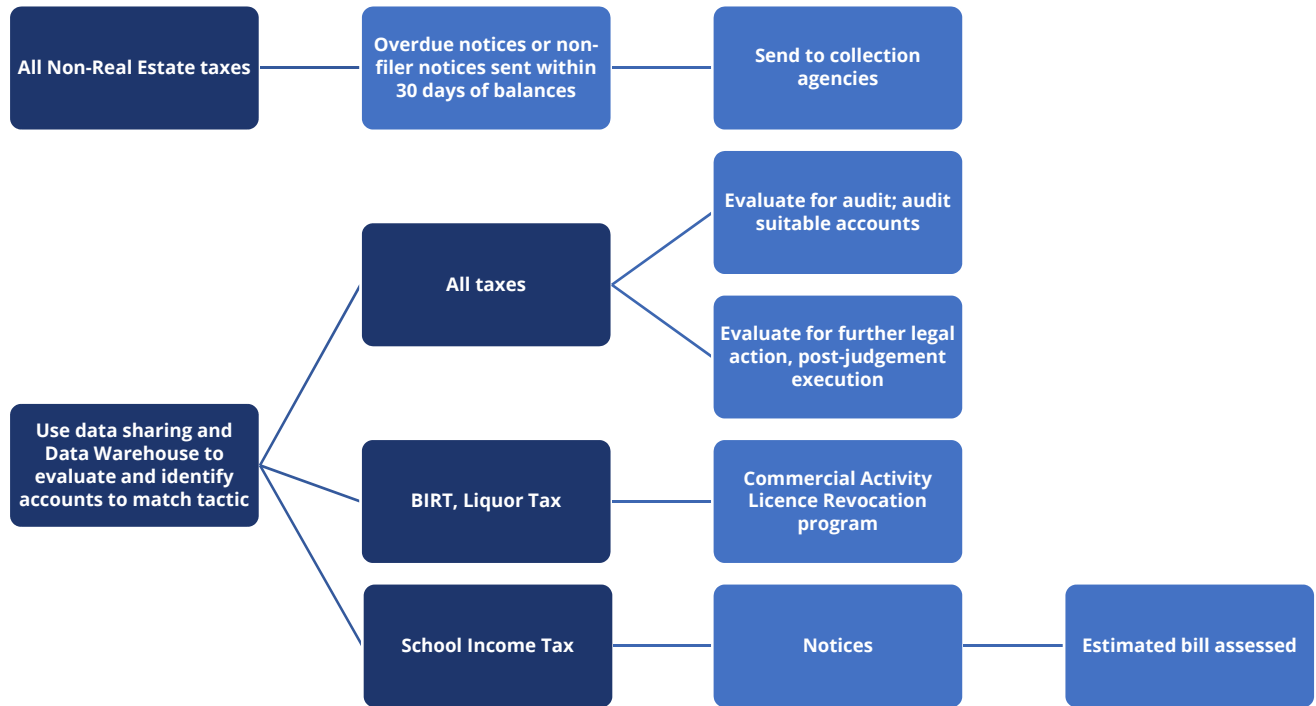 All Non-Real Estate taxes
Overdue notices or non-
filer notices sent within
30 days of balances
Send to collection
agencies
Use data sharing and
Data Warehouse to
evaluate and identify
accounts to match tactic
All taxes
Evaluate for audit; audit
suitable accounts
Evaluate for further legal
action, post-judgement
execution
BIRT, Liquor Tax
Commercial Activity
Licence Revocation
program
School Income Tax
Notices
Estimated bill assessed